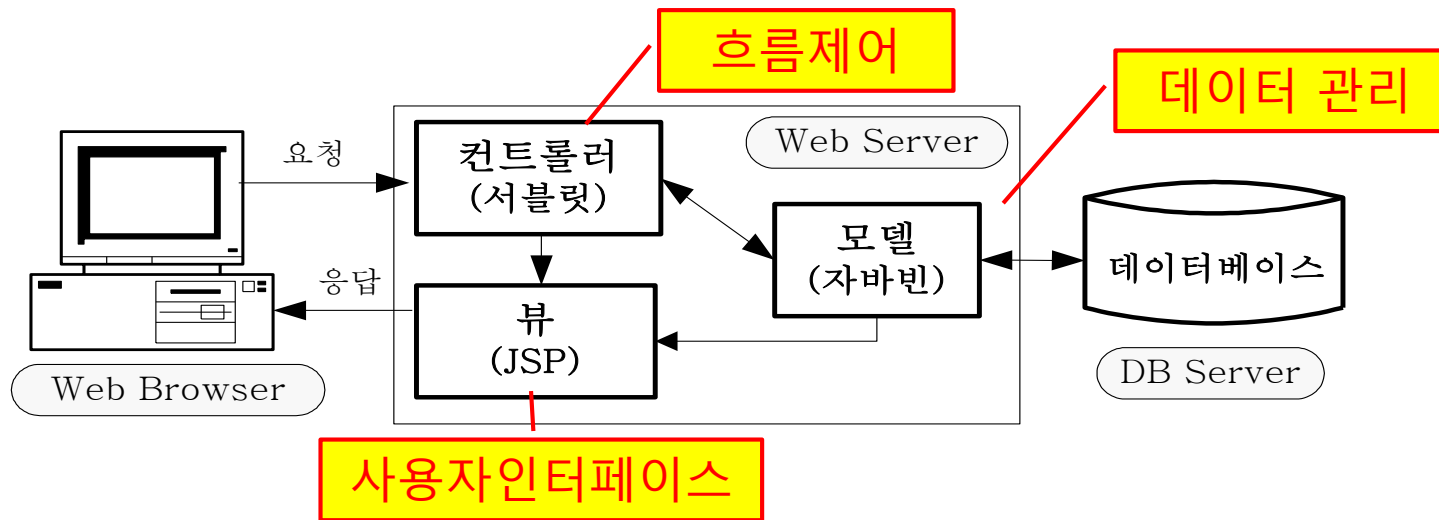 흐름제어
데이터 관리
Web Server
요청
컨트롤러
(서블릿)
모델
(자바빈)
데이터베이스
응답
뷰
(JSP)
Web Browser
DB Server
사용자인터페이스